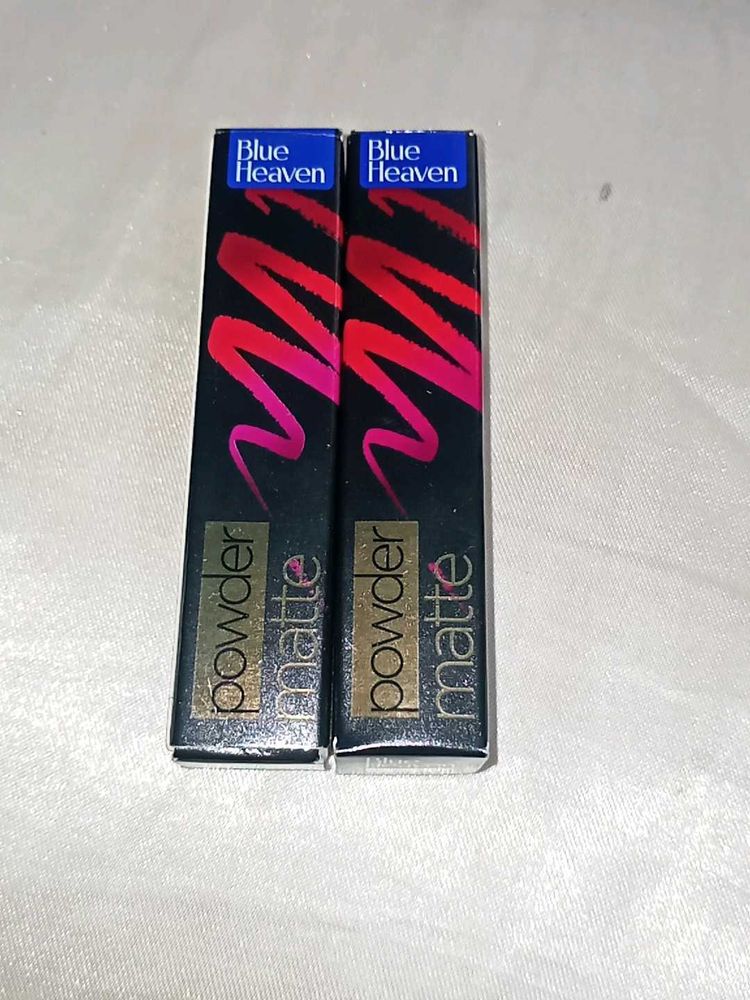 Blue
Heaven
powder
matte
Blue
Heaven
powder
matte